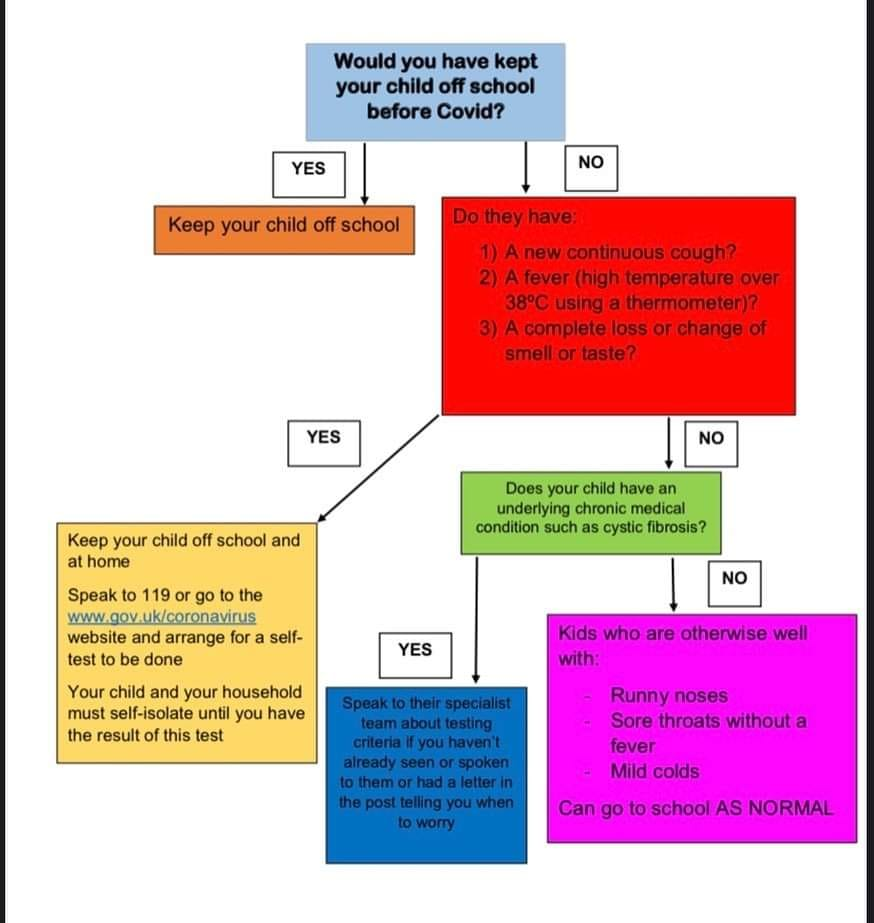 Would you have kept
your child off school
before Covid?
YES
NO
Keep your child off school
Do they have:
1) A new continuous cough?
2) A fever (high temperature over
38ºC using a thermometer)?
3) A complete loss or change of
smell or taste?
YES
NO
Does your child have an
underlying chronic medical
condition such as cystic fibrosis?
Keep your child off school and
at home
Speak to 119 or go to the
www.gov.uk/coronavirus
website and arrange for a self-
test to be done
Your child and your household
must self-isolate until you have
the result of this test
YES
NO
Speak to their specialist
team about testing
criteria if you haven't
already seen or spoken
to them or had a letter in
the post telling you when
to worry
Kids who are otherwise well
with:
- Runny noses
- Sore throats without a
fever
- Mild colds
Can go to school AS NORMAL